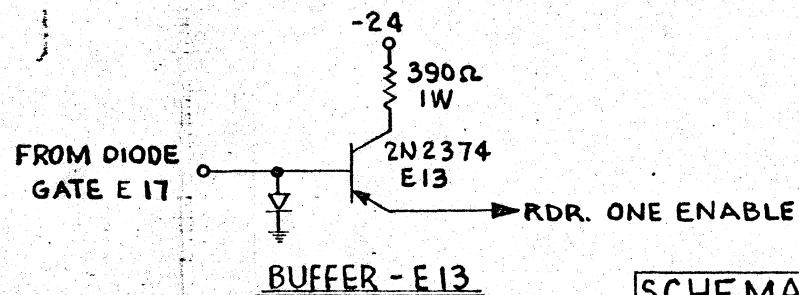 -24
390Ω
1W
FROM DIODE
GATE E 17
2N2374
E13
RDR. ONE ENABLE
BUFFER - E13
SCHEMA